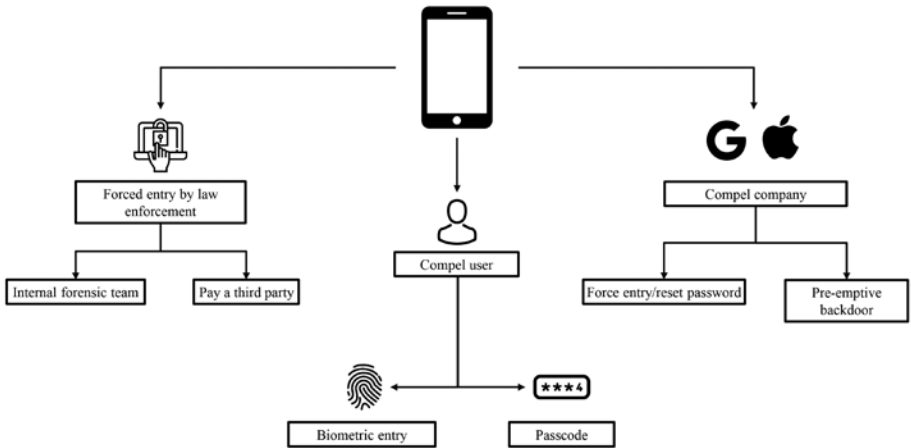 Forced entry by law
enforcement
Internal forensic team
Pay a third party
Compel user
Biometric entry
***4
Passcode
G
Compel company
Force entry/reset password
Pre-emptive
backdoor